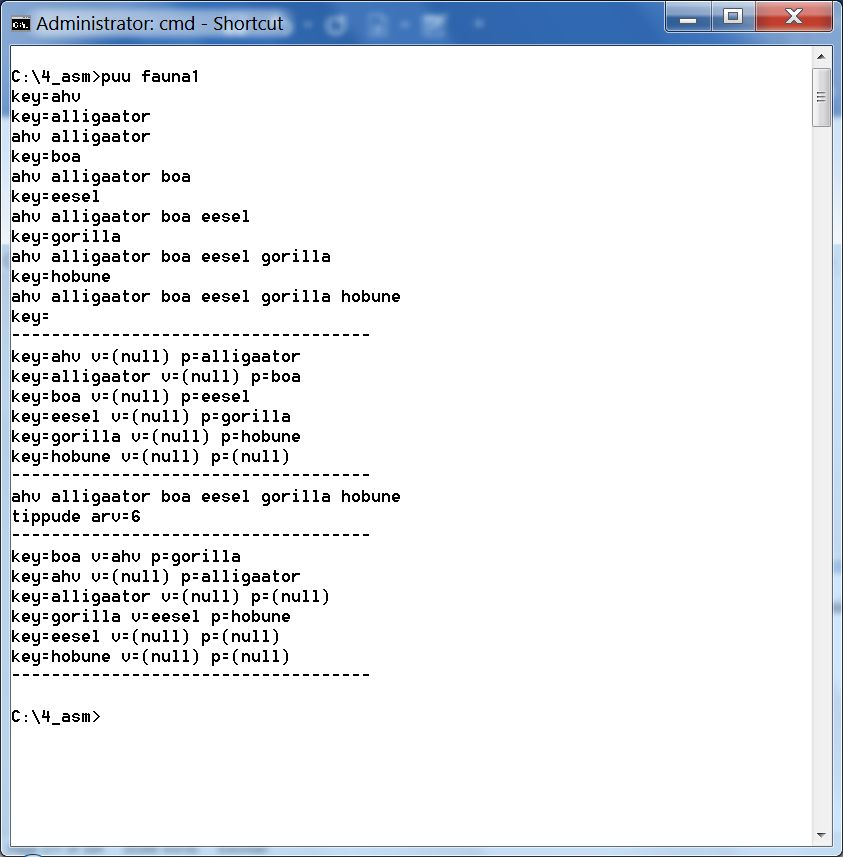 Administrator: cmd - Shortcut
C:\4_asm>puu fauna1
key=ahv
key=alligaator
ahv alligaator
key=boa
ahv alligaator boa
key=eesel
ahv alligaator boa eesel
key=gorilla
ahv alligaator boa eesel gorilla
key=hobune
ahv alligaator boa eesel gorilla hobune
key=
------------------------------------
key=ahv v=(null) p=alligaator
key=alligaator v=(null) p=boa
key=boa v=(null) p=eesel
key=eesel v=(null) p=gorilla
key=gorilla v=(null) p=hobune
key=hobune v=(null) p=(null)
------------------------------------
ahv alligaator boa eesel gorilla hobune
tippude arv=6
------------------------------------
key=boa v=ahv p=gorilla
key=ahv v=(null) p=alligaator
key=alligaator v=(null) p=(null)
key=gorilla v=eesel p=hobune
key=eesel v=(null) p=(null)
key=hobune v=(null) p=(null)
------------------------------------
C:\4_asm>